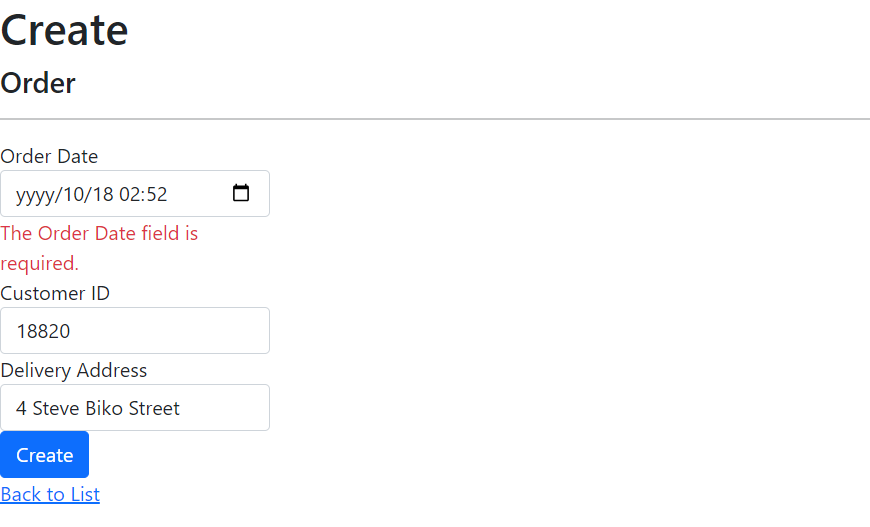 Create
Order
Order Date
yyyy/10/18 02:52
The Order Date field is
required.
Customer ID
18820
Delivery Address
4 Steve Biko Street
Create
Back to List